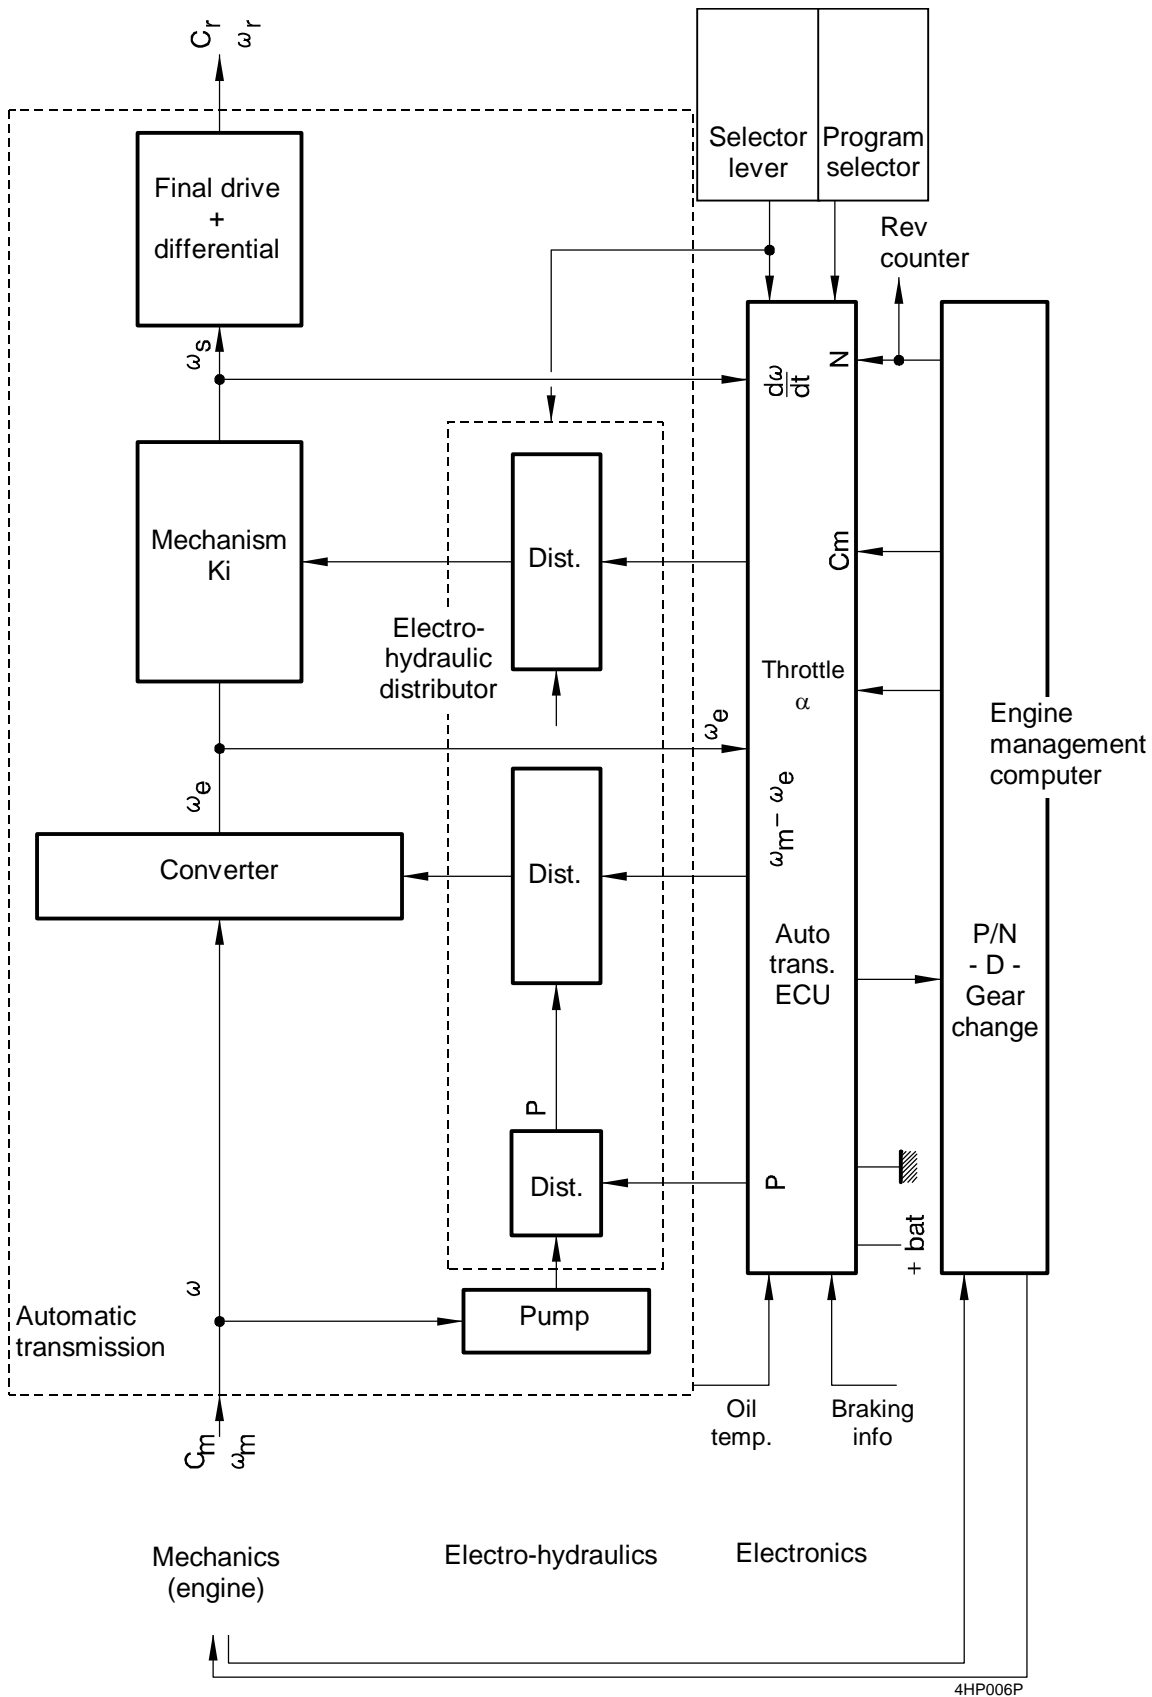 Cr
ωr
Selector
lever
Program
selector
Final drive
+
differential
Rev
counter
ωs
dω
dt
N
Mechanism
Ki
Dist.
Cm
Electro-
hydraulic
distributor
Throttle
α
ωe
Engine
management
computer
ωe
ωm – ωe
Converter
Dist.
Auto
trans.
ECU
P/N
- D -
Gear
change
P
Dist.
P
+ bat
ω
Automatic
transmission
Pump
Oil
temp.
Braking
info
Cm
ωm
Mechanics
(engine)
Electro-hydraulics
Electronics
4HP006P